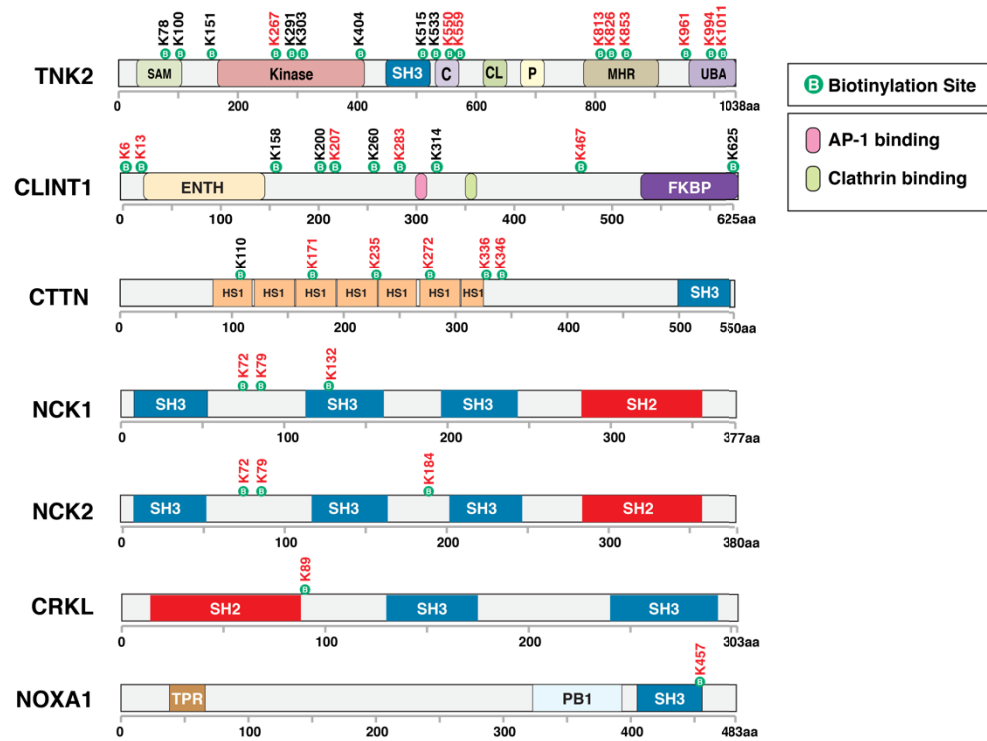 K78 K100 K151 K267 K291 K303 K404 K515 K533 K550 K559 K813 K826 K853 K961 K994 K1011
B B B B B B B B B B B B B B B B B
TNK2 SAM Kinase SH3 C CL P MHR UBA
0 200 400 600 800 1038aa
B Biotinylation Site
AP-1 binding
Clathrin binding
K6 K13 K158 K200 K207 K260 K283 K314 K467 K625
B B B B B B B B B B
CLINT1 ENTH FKBP
0 100 200 300 400 500 625aa
K110 K171 K235 K272 K336 K346
B B B B B B
CTTN HS1 HS1 HS1 HS1 HS1 HS1 HS1 SH3
0 100 200 300 400 500 550aa
K72 K79 K132
B B B
NCK1 SH3 SH3 SH3 SH2
0 100 200 300 377aa
K72 K79 K184
B B B
NCK2 SH3 SH3 SH3 SH2
0 100 200 300 380aa
K89
B
CRKL SH2 SH3 SH3
0 100 200 303aa
K457
B
NOXA1 TPR PB1 SH3
0 100 200 300 400 483aa